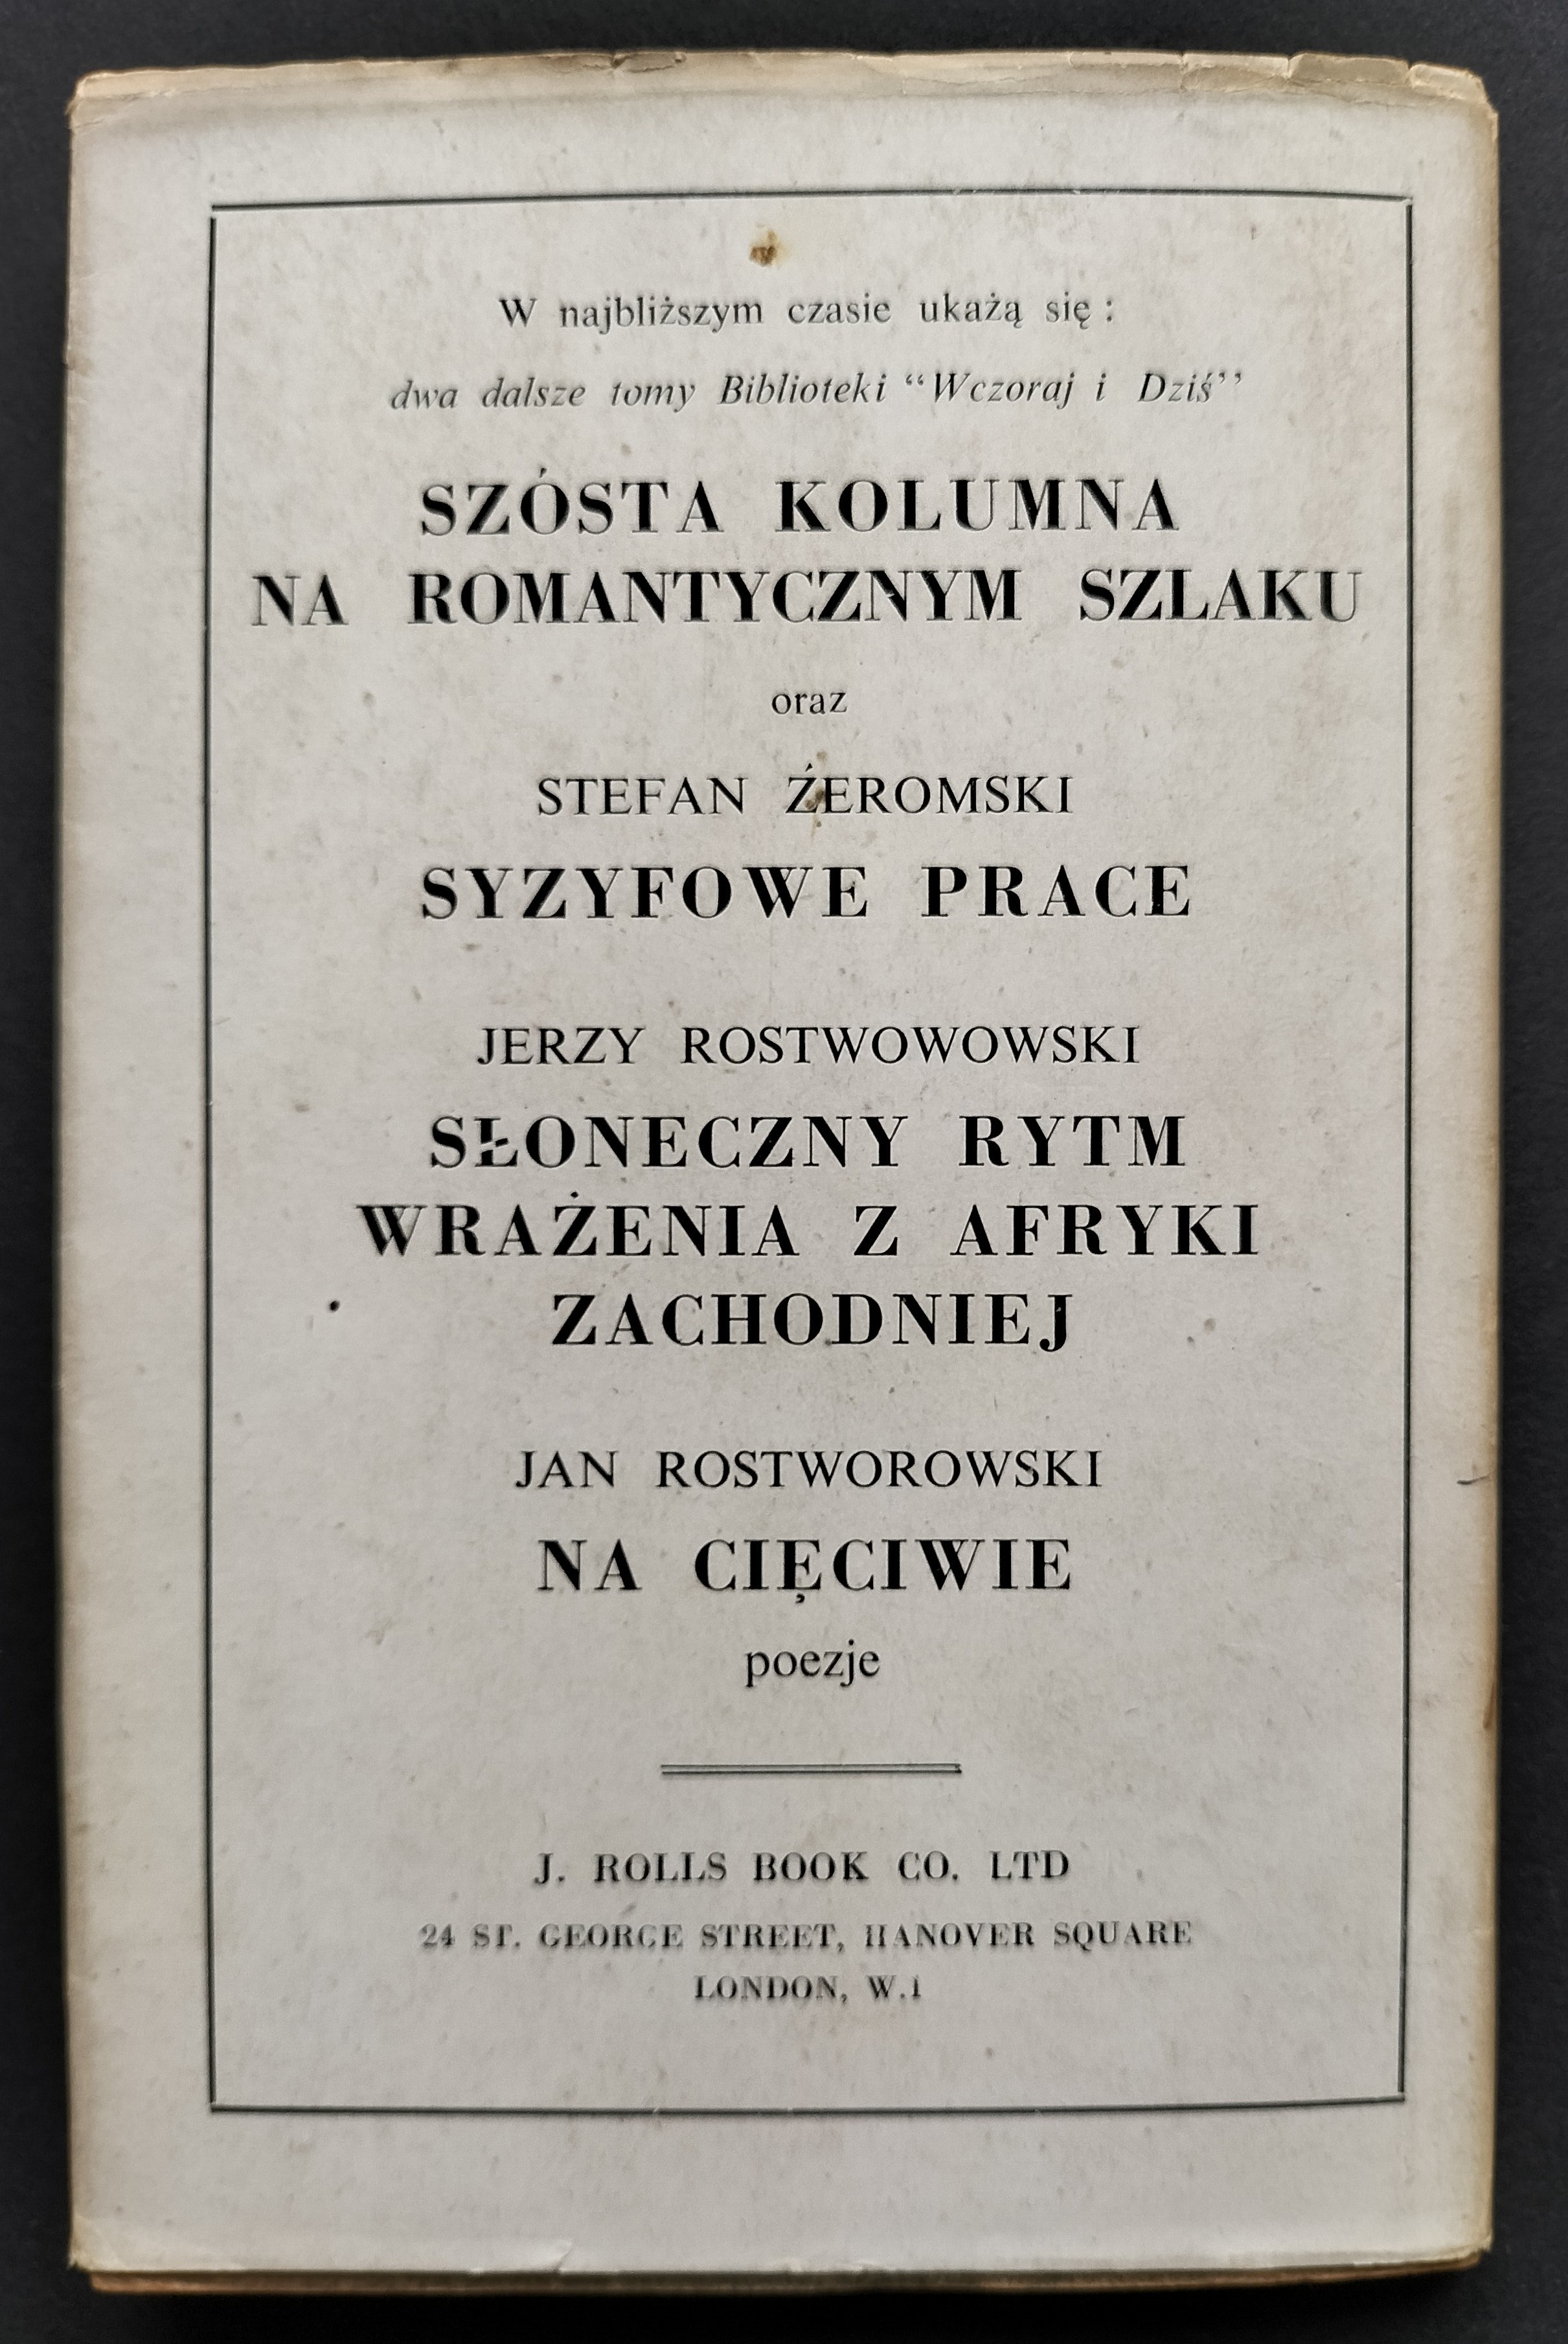 W najbliższym czasie ukażą się :
dwa dalsze tomy Biblioteki “Wczoraj i Dziś”
SZÓSTA KOLUMNA
NA ROMANTYCZNYM SZLAKU
oraz
STEFAN ŹEROMSKI
SYZYFOWE PRACE
JERZY ROSTWOWOWSKI
SŁONECZNY RYTM
WRAŻENIA Z AFRYKI
ZACHODNIEJ
JAN ROSTWOROWSKI
NA CIĘCIWIE
poezje
J. ROLLS BOOK CO. LTD
24 ST. GEORGE STREET, HANOVER SQUARE
LONDON, W.1